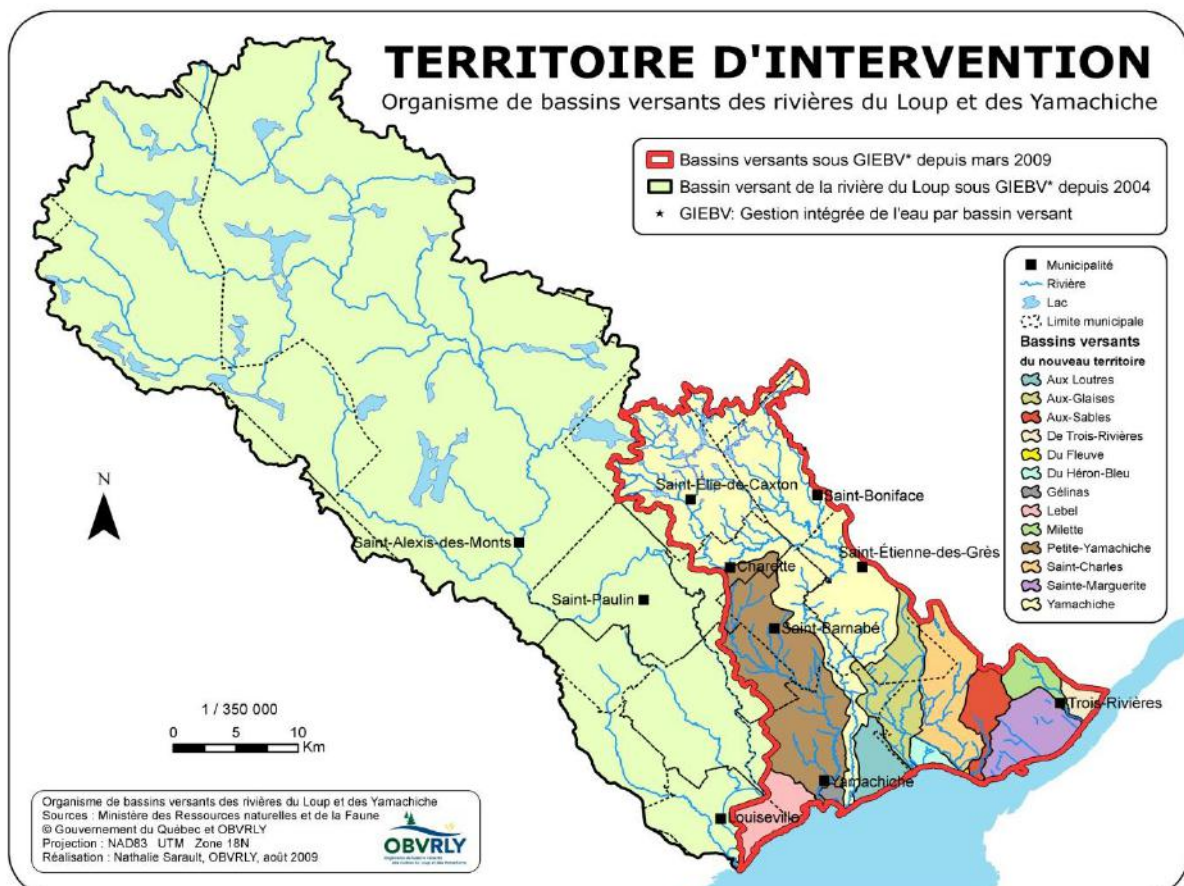 TERRITOIRE D'INTERVENTION
Organisme de bassins versants des rivières du Loup et des Yamachiche
Bassins versants sous GIEBV* depuis mars 2009
Bassin versant de la rivière du Loup sous GIEBV* depuis 2004
★ GIEBV: Gestion intégrée de l'eau par bassin versant
Municipalité
Rivière
Lac
Limite municipale
Bassins versants
du nouveau territoire
Aux Loutres
Aux-Glaises
Aux-Sables
De Trois-Rivières
Du Fleuve
Du Héron-Bleu
Gélinas
Lebel
Milette
Petite-Yamachiche
Saint-Charles
Sainte-Marguerite
Yamachiche
Saint-Élie-de-Caxton
Saint-Boniface
Saint-Alexis-des-Monts
Saint-Étienne-des-Grès
Charette
Saint-Paulin
Saint-Barnabé
Trois-Rivières
Yamachiche
Louiseville
N
1 / 350 000
0 5 10
Km
Organisme de bassins versants des rivières du Loup et des Yamachiche
Sources : Ministère des Ressources naturelles et de la Faune
© Gouvernement du Québec et OBVRLY
Projection : NAD83 UTM Zone 18N
Réalisation : Nathalie Sarault, OBVRLY, août 2009
OBVRLY